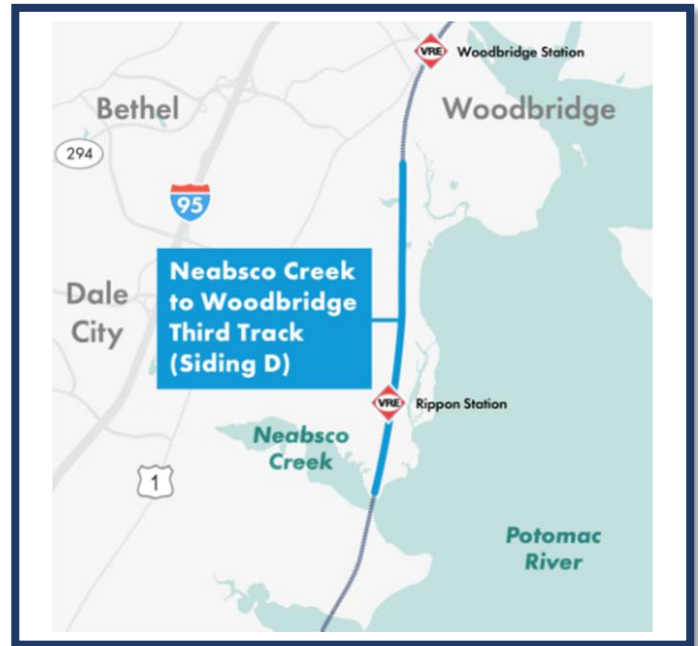 VRE Woodbridge Station
Bethel
Woodbridge
294
95
Neabsco Creek
to Woodbridge
Third Track
(Siding D)
Dale
City
VRE Rippon Station
Neabsco
Creek
1
Potomac
River